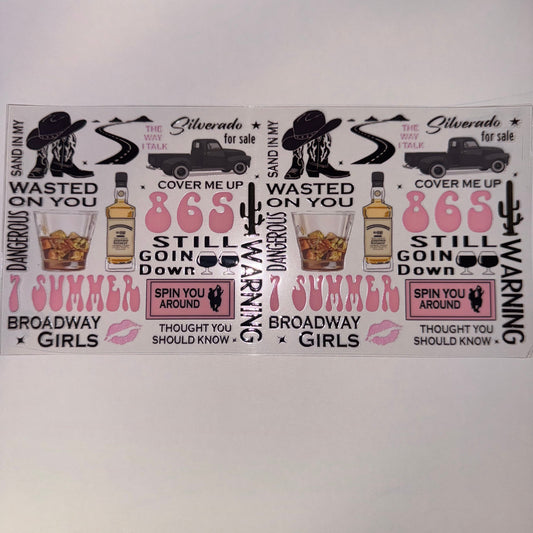 SAND IN MY
THE WAY I TALK
Silverado
for sale
WASTED
ON YOU
COVER ME UP
DANGEROUS
865
STILL
GOIN
Down
WARNING
7 SUMMER
SPIN YOU
AROUND
BROADWAY
GIRLS
THOUGHT YOU
SHOULD KNOW
SAND IN MY
THE WAY I TALK
Silverado
for sale
WASTED
ON YOU
COVER ME UP
DANGEROUS
865
STILL
GOIN
Down
WARNING
7 SUMMER
SPIN YOU
AROUND
BROADWAY
GIRLS
THOUGHT YOU
SHOULD KNOW